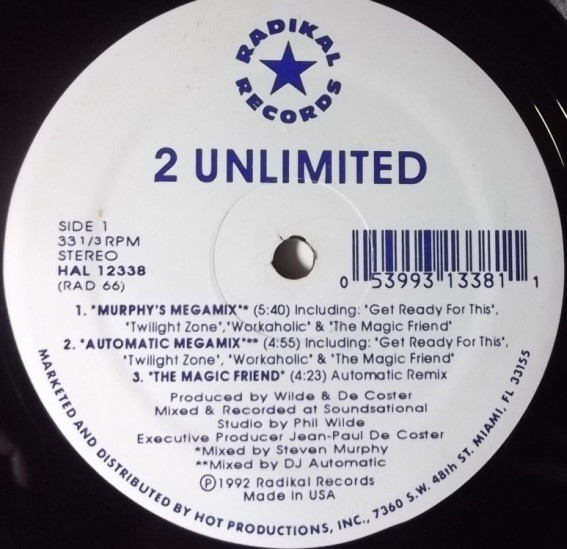 RADIKAL
RECORDS
2 UNLIMITED
SIDE 1
33 1/3 RPM
STEREO
HAL 12338
(RAD 66)
0 53993 13381 1
1. "MURPHY'S MEGAMIX"* (5:40) Including: "Get Ready For This",
"Twilight Zone", "Workaholic" & "The Magic Friend"
2. "AUTOMATIC MEGAMIX"** (4:55) Including: "Get Ready For This",
"Twilight Zone", "Workaholic" & "The Magic Friend"
3. "THE MAGIC FRIEND" (4:23) Automatic Remix
Produced by Wilde & De Coster
Mixed & Recorded at Soundsational
Studio by Phil Wilde
Executive Producer Jean-Paul De Coster
*Mixed by Steven Murphy
**Mixed by DJ Automatic
Ⓟ1992 Radikal Records
Made in USA
MARKETED AND DISTRIBUTED BY HOT PRODUCTIONS, INC., 7360 S.W. 48th ST. MIAMI, FL 33155